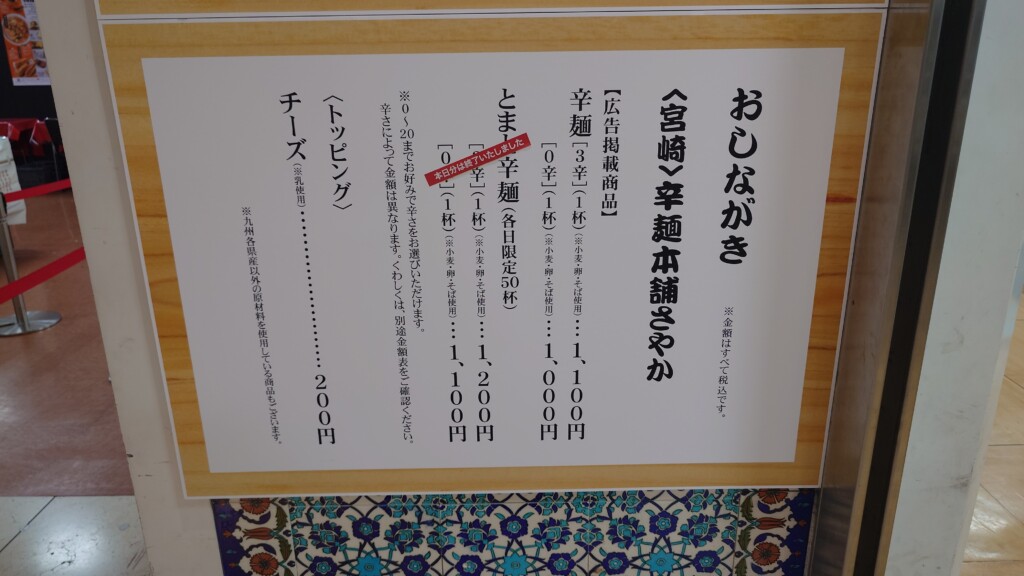 おしながき
※金額はすべて税込です。
〈宮崎〉辛麺本舗さやか
【広告掲載商品】
辛麺［3辛］（1杯）（※小麦・卵・そば使用）…1,100円
［0辛］（1杯）（※小麦・卵・そば使用）…1,000円
とま 辛麺（各日限定50杯）
辛］（1杯）（※小麦・卵・そば使用）…1,200円
［0 ］（1杯）（※小麦・卵・そば使用）…1,100円
本日分は終了いたしました
※0〜20までお好みで辛さをお選びいただけます。
辛さによって金額は異なります。くわしくは、別途金額表をご確認ください。
〈トッピング〉
チーズ（※乳使用）…………………200円
※九州各県産以外の原材料を使用している商品もございます。